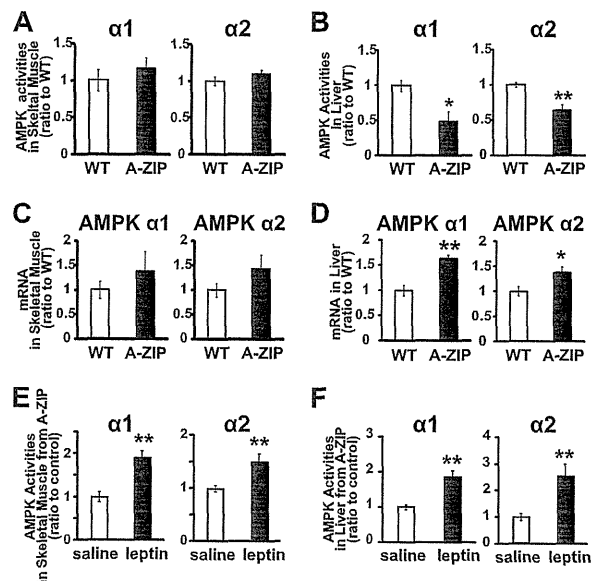 A
α1
α2
AMPK activities
in Skeltal Muscle
(ratio to WT)
1.5
1
0.5
0
WT A-ZIP
1.5
1
0.5
0
WT A-ZIP
B
α1
α2
AMPK Activities
in Liver
(ratio to WT)
1.5
1
0.5
0
*
WT A-ZIP
1.5
1
0.5
0
**
WT A-ZIP
C
AMPK α1
AMPK α2
mRNA
in Skeletal Muscle
(ratio to WT)
2
1.5
1
0.5
0
WT A-ZIP
2
1.5
1
0.5
0
WT A-ZIP
D
AMPK α1
AMPK α2
mRNA in Liver
(ratio to WT)
2
1.5
1
0.5
0
**
WT A-ZIP
2
1.5
1
0.5
0
*
WT A-ZIP
E
α1
α2
AMPK Activities
in Skeletal Muscle from A-ZIP
(ratio to control)
2
1
0
**
saline leptin
2
1
0
**
saline leptin
F
α1
α2
AMPK Activities
in Liver from A-ZIP
(ratio to control)
3
2
1
0
**
saline leptin
4
3
2
1
0
**
saline leptin